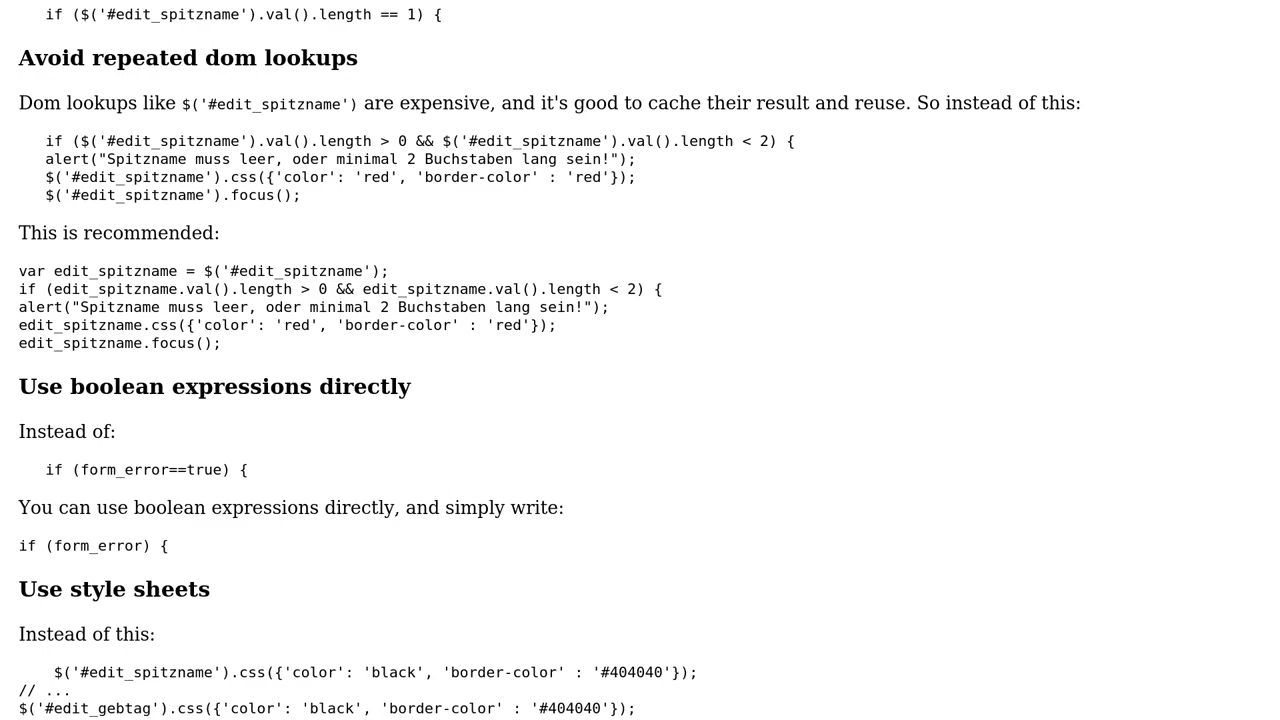 if ($('#edit_spitzname').val().length == 1) {
Avoid repeated dom lookups
Dom lookups like $('#edit_spitzname') are expensive, and it's good to cache their result and reuse. So instead of this:
if ($('#edit_spitzname').val().length > 0 && $('#edit_spitzname').val().length < 2) {
alert("Spitzname muss leer, oder minimal 2 Buchstaben lang sein!");
$('#edit_spitzname').css({'color': 'red', 'border-color' : 'red'});
$('#edit_spitzname').focus();
This is recommended:
var edit_spitzname = $('#edit_spitzname');
if (edit_spitzname.val().length > 0 && edit_spitzname.val().length < 2) {
alert("Spitzname muss leer, oder minimal 2 Buchstaben lang sein!");
edit_spitzname.css({'color': 'red', 'border-color' : 'red'});
edit_spitzname.focus();
Use boolean expressions directly
Instead of:
if (form_error==true) {
You can use boolean expressions directly, and simply write:
if (form_error) {
Use style sheets
Instead of this:
$('#edit_spitzname').css({'color': 'black', 'border-color' : '#404040'});
// ...
$('#edit_gebtag').css({'color': 'black', 'border-color' : '#404040'});